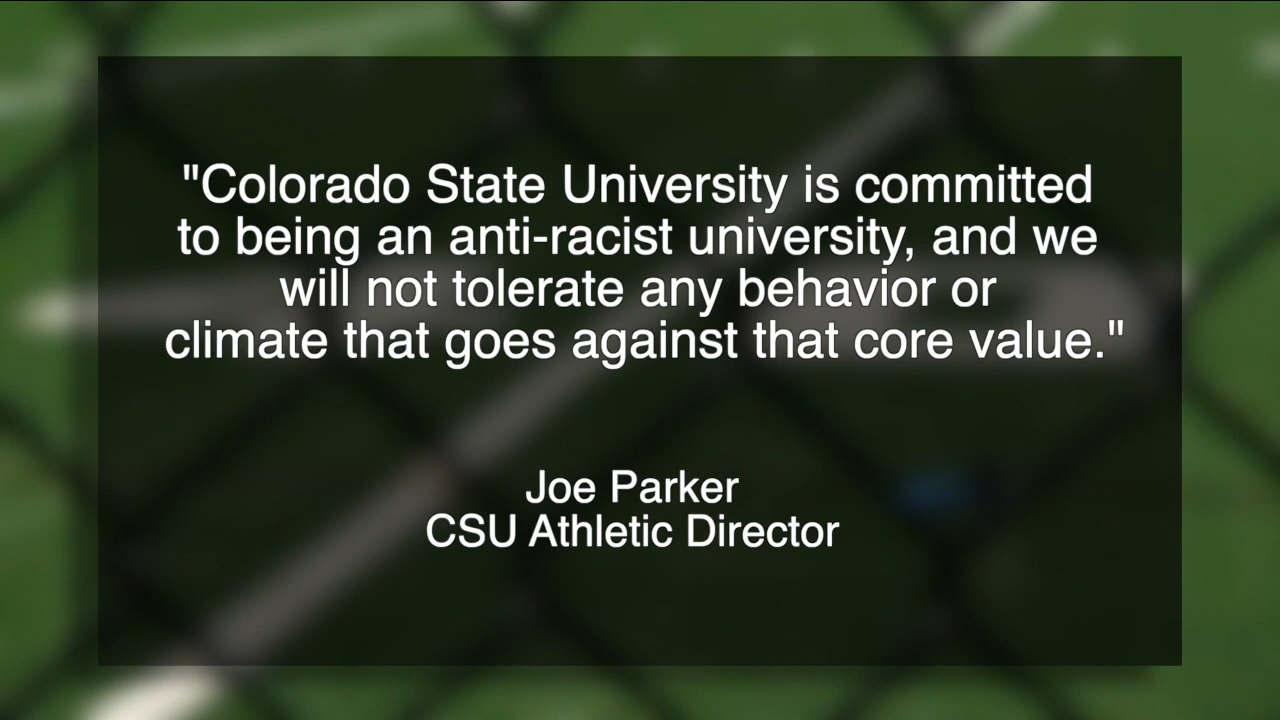 "Colorado State University is committed
to being an anti-racist university, and we
will not tolerate any behavior or
climate that goes against that core value."
Joe Parker
CSU Athletic Director